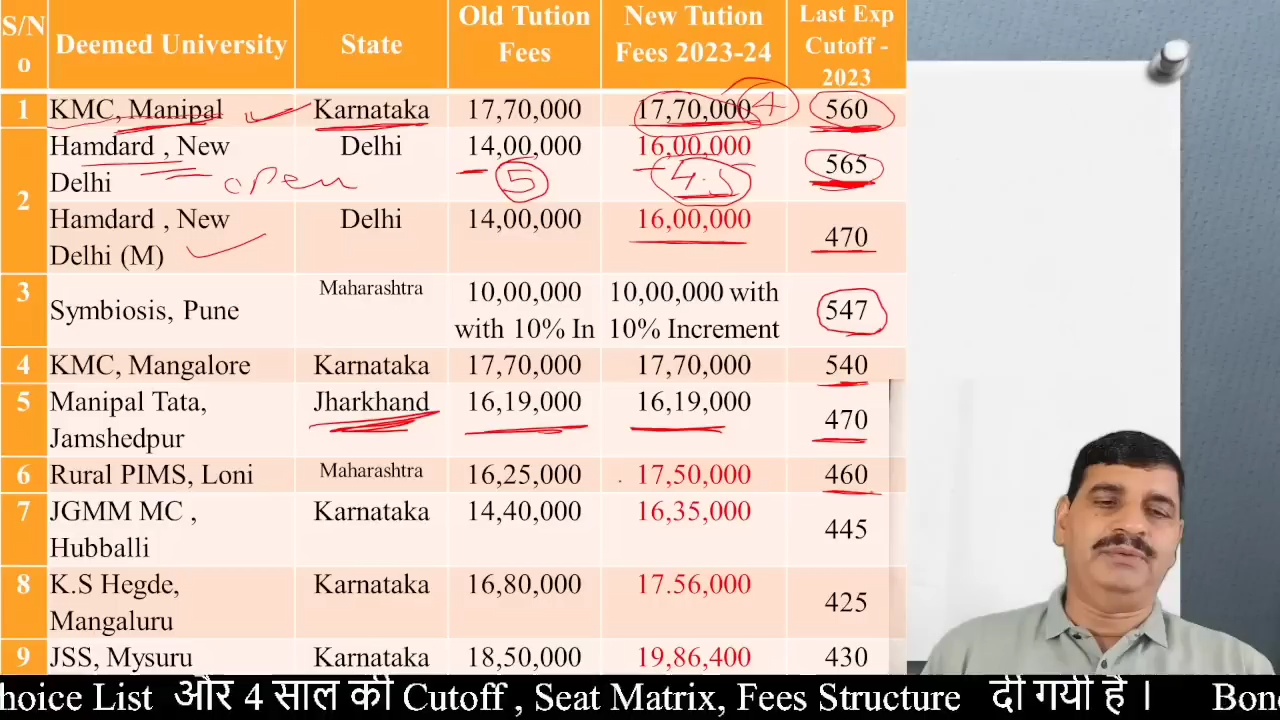 S/No Deemed University State Old Tution Fees New Tution Fees 2023-24 Last Exp Cutoff - 2023
1 KMC, Manipal Karnataka 17,70,000 17,70,000 4 560
2 Hamdard , New Delhi Delhi 14,00,000 16,00,000 565
open 5 4.5
Hamdard , New Delhi (M) Delhi 14,00,000 16,00,000 470
3 Symbiosis, Pune Maharashtra 10,00,000 with 10% In 10,00,000 with 10% Increment 547
4 KMC, Mangalore Karnataka 17,70,000 17,70,000 540
5 Manipal Tata, Jamshedpur Jharkhand 16,19,000 16,19,000 470
6 Rural PIMS, Loni Maharashtra 16,25,000 17,50,000 460
7 JGMM MC , Hubballi Karnataka 14,40,000 16,35,000 445
8 K.S Hegde, Mangaluru Karnataka 16,80,000 17.56,000 425
9 JSS, Mysuru Karnataka 18,50,000 19,86,400 430
hoice List और 4 साल की Cutoff , Seat Matrix, Fees Structure दी गयी है । Bon